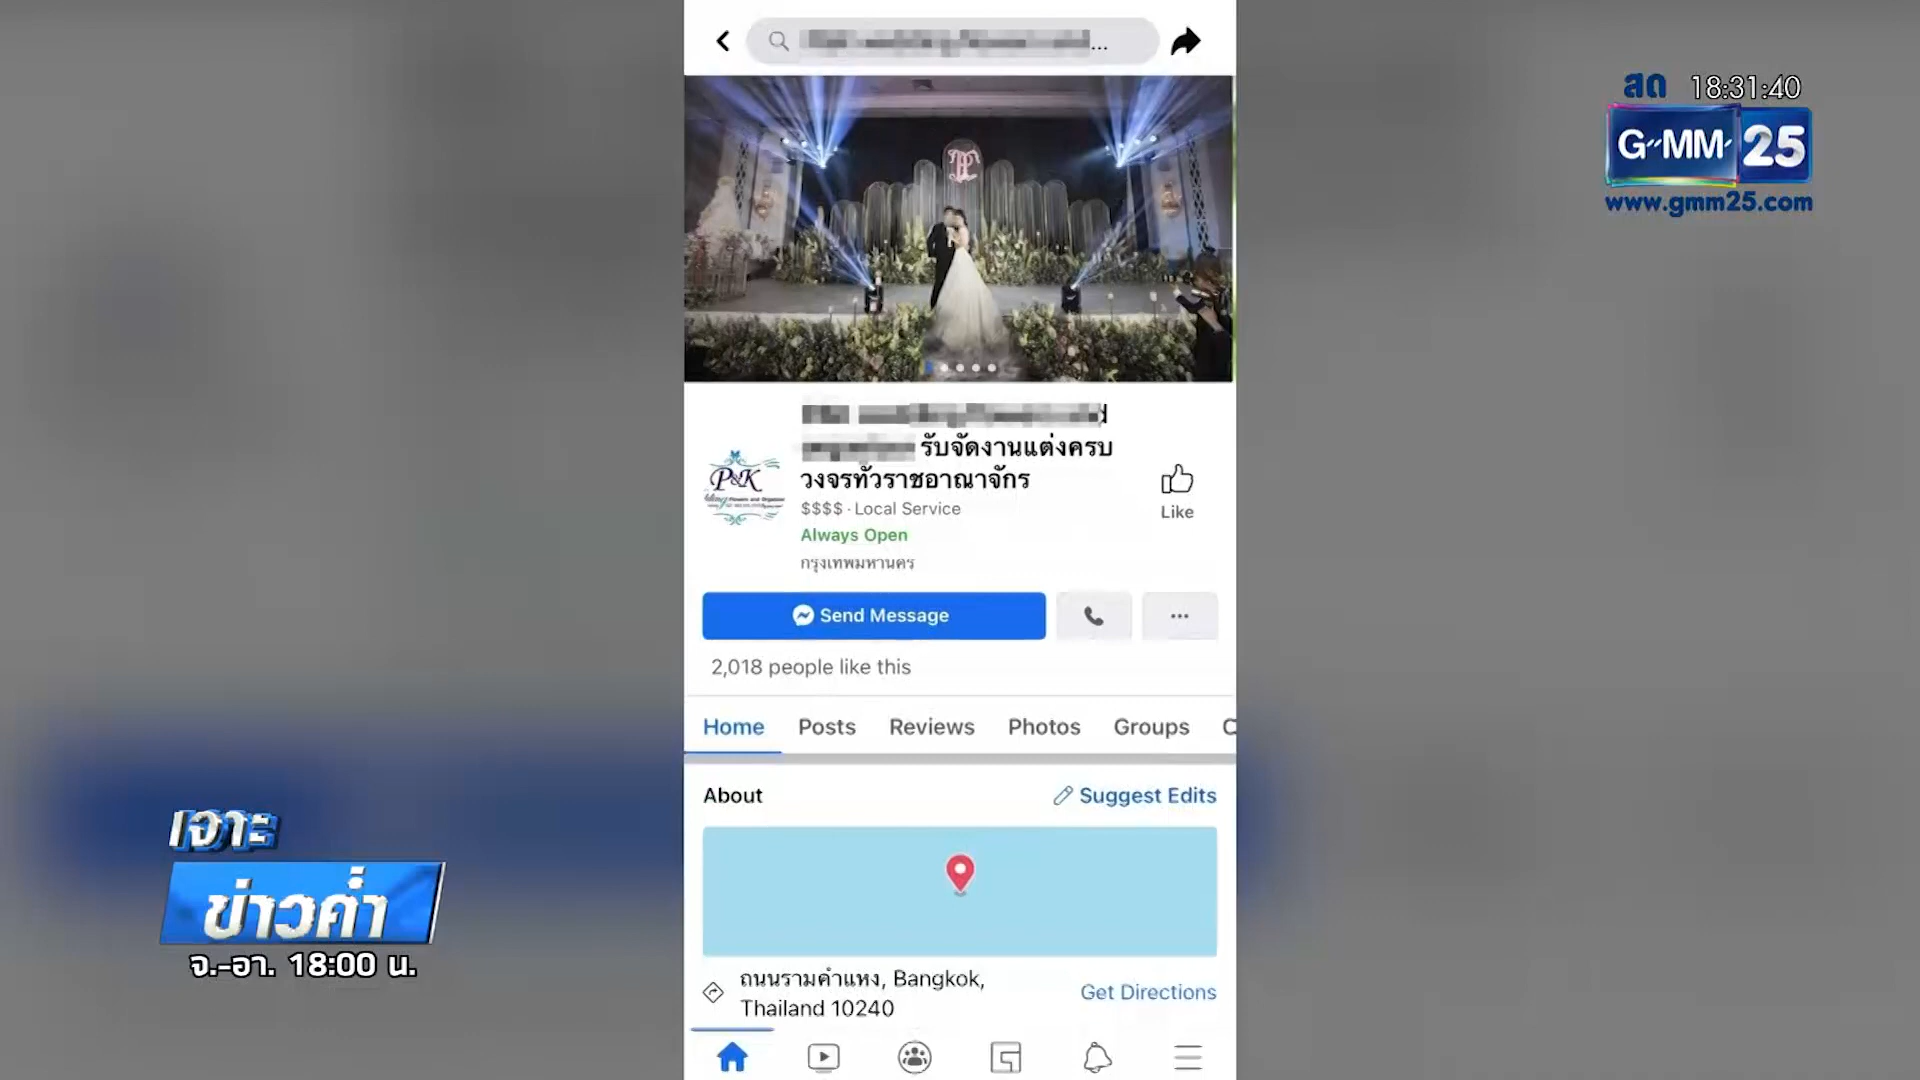 สด 18:31:40
GMM 25
www.gmm25.com
รับจัดงานแต่งครบ
วงจรทั่วราชอาณาจักร
P&K
Flowers and Organizer
$$$$ · Local Service
Like
Always Open
กรุงเทพมหานคร
Send Message
2,018 people like this
Home Posts Reviews Photos Groups
About
Suggest Edits
ถนนรามคำแหง, Bangkok,
Thailand 10240
Get Directions
เจาะ
ข่าวค่ำ
จ.-อา. 18:00 น.